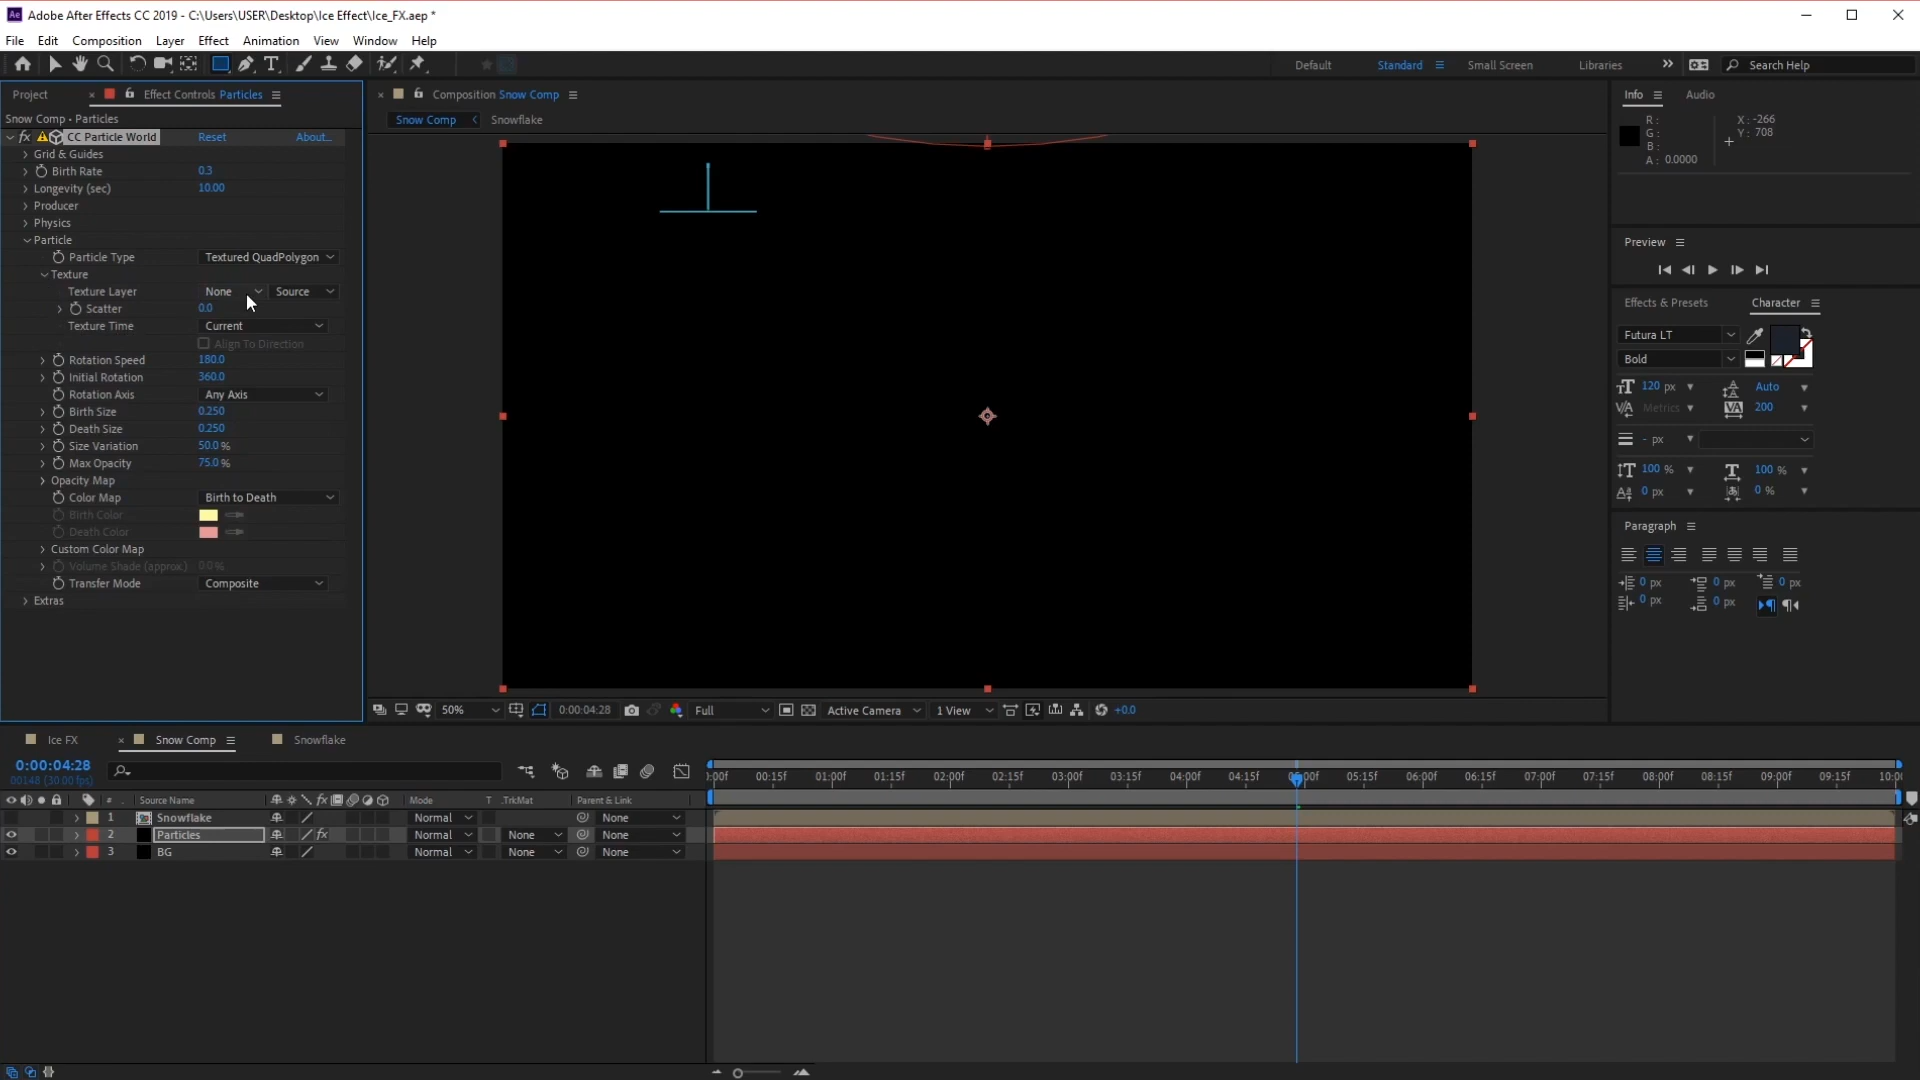 Adobe After Effects CC 2019 - C:\Users\USER\Desktop\Ice Effect\Ice_FX.aep *
File Edit Composition Layer Effect Animation View Window Help
Default Standard Small Screen Libraries Search Help
Project Effect Controls Particles
Snow Comp • Particles
CC Particle World Reset About...
Grid & Guides
Birth Rate 0.3
Longevity (sec) 10.00
Producer
Physics
Particle
Particle Type Textured QuadPolygon
Texture
Texture Layer None Source
Scatter 0.0
Texture Time Current
Align To Direction
Rotation Speed 180.0
Initial Rotation 360.0
Rotation Axis Any Axis
Birth Size 0.250
Death Size 0.250
Size Variation 50.0 %
Max Opacity 75.0 %
Opacity Map
Color Map Birth to Death
Birth Color
Death Color
Custom Color Map
Volume Shade (approx.) 0.0 %
Transfer Mode Composite
Extras
Composition Snow Comp
Snow Comp Snowflake
50% 0:00:04:28 Full Active Camera 1 View +0.0
Info Audio
R :
G :
B :
A : 0.0000
X : -266
Y : 708
Preview
Effects & Presets Character
Futura LT
Bold
120 px Auto
Metrics 200
- px
100 % 100 %
0 px 0 %
Paragraph
0 px 0 px 0 px
0 px 0 px
Ice FX Snow Comp Snowflake
0:00:04:28
00148 (30.00 fps)
:00f 00:15f 01:00f 01:15f 02:00f 02:15f 03:00f 03:15f 04:00f 04:15f 05:00f 05:15f 06:00f 06:15f 07:00f 07:15f 08:00f 08:15f 09:00f 09:15f 10:0
# Source Name Mode T .TrkMat Parent & Link
1 Snowflake Normal None
2 Particles Normal None None
3 BG Normal None None